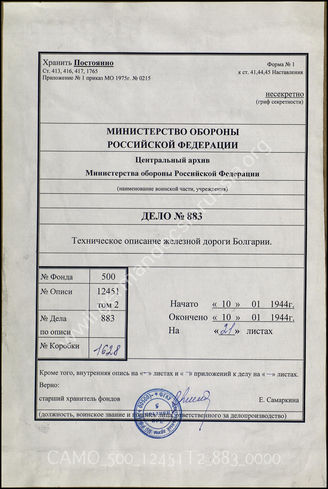 Хранить Постоянно
Ст. 413, 416, 417, 1765
Приложение № 1 приказ МО 1975г. № 0215
Форма № 1
к ст. 41,44,45 Наставления
несекретно
(гриф секретности)
МИНИСТЕРСТВО ОБОРОНЫ
РОССИЙСКОЙ ФЕДЕРАЦИИ
Центральный архив
Министерства обороны Российской Федерации
(наименование воинской части, учреждения)
ДЕЛО № 883
Техническое описание железной дороги Болгарии.
№ Фонда 500
№ Описи 12451
том 2
№ Дела 883
по описи
№ Коробки 1628
Начато « 10 » 01 1944г.
Окончено « 10 » 01 1944г.
На « 21 » листах
Кроме того, внутренняя опись на «–» листах и «–» приложений к делу на «–» листах.
Верно:
старший хранитель фондов Е. Самаркина
(должность, воинское звание и подпись ответственного за делопроизводство)
CAMO_500_12451T2_883_0000